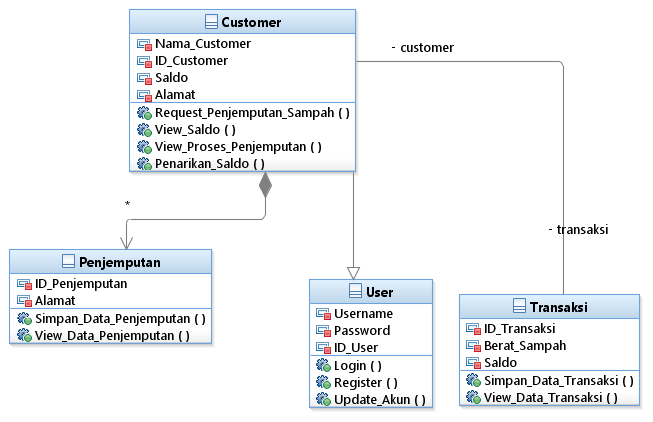 Customer
Nama_Customer
ID_Customer
Saldo
Alamat
Request_Penjemputan_Sampah ( )
View_Saldo ( )
View_Proses_Penjemputan ( )
Penarikan_Saldo ( )
- customer
*
- transaksi
Penjemputan
ID_Penjemputan
Alamat
Simpan_Data_Penjemputan ( )
View_Data_Penjemputan ( )
User
Username
Password
ID_User
Login ( )
Register ( )
Update_Akun ( )
Transaksi
ID_Transaksi
Berat_Sampah
Saldo
Simpan_Data_Transaksi ( )
View_Data_Transaksi ( )